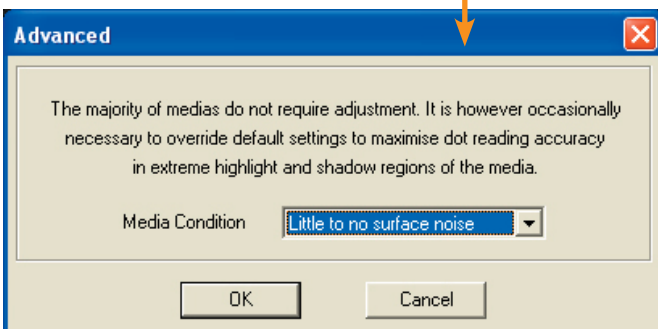 Advanced
The majority of medias do not require adjustment. It is however occasionally
necessary to override default settings to maximise dot reading accuracy
in extreme highlight and shadow regions of the media.
Media Condition Little to no surface noise
OK Cancel